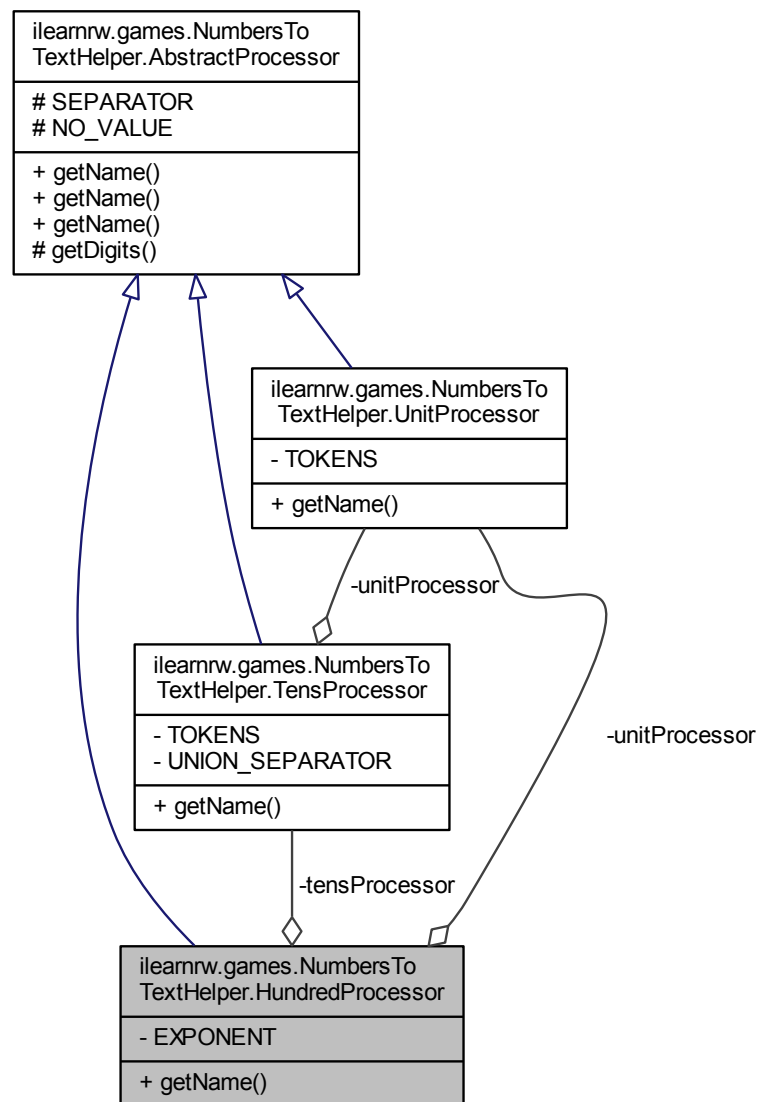 ilearnrw.games.NumbersTo
TextHelper.AbstractProcessor
# SEPARATOR
# NO_VALUE
+ getName()
+ getName()
+ getName()
# getDigits()
ilearnrw.games.NumbersTo
TextHelper.UnitProcessor
- TOKENS
+ getName()
-unitProcessor
ilearnrw.games.NumbersTo
TextHelper.TensProcessor
- TOKENS
- UNION_SEPARATOR
+ getName()
-unitProcessor
-tensProcessor
ilearnrw.games.NumbersTo
TextHelper.HundredProcessor
- EXPONENT
+ getName()